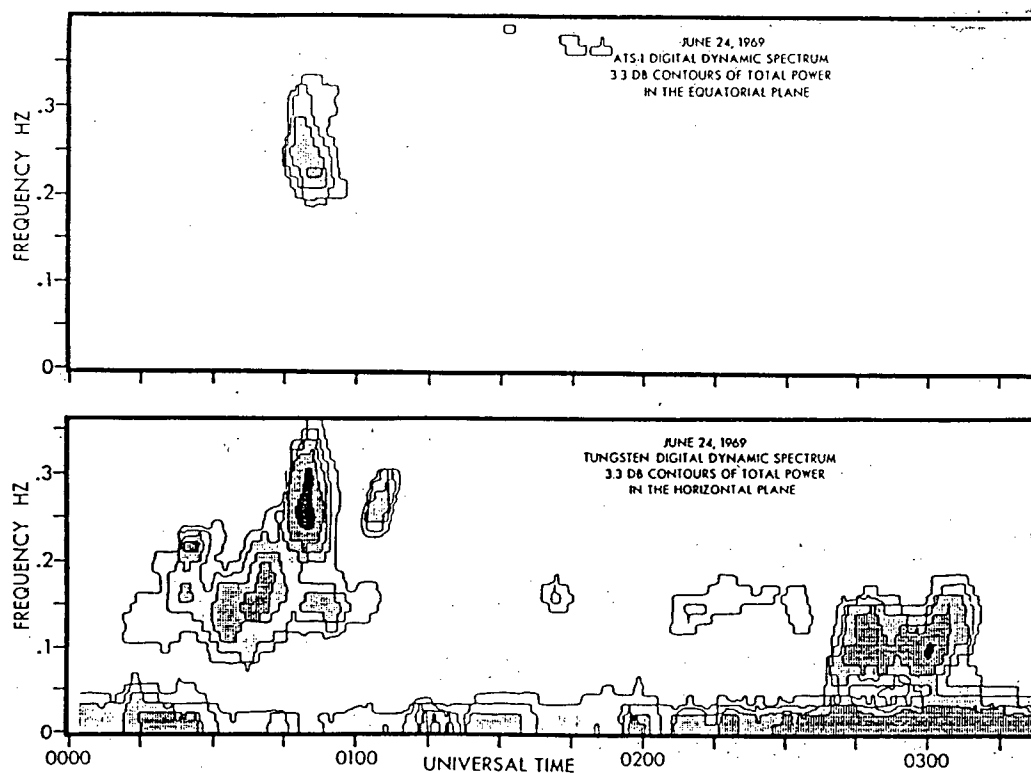 JUNE 24, 1969
ATS-1 DIGITAL DYNAMIC SPECTRUM
3.3 DB CONTOURS OF TOTAL POWER
IN THE EQUATORIAL PLANE
FREQUENCY HZ
.3
.2
.1
0
JUNE 24, 1969
TUNGSTEN DIGITAL DYNAMIC SPECTRUM
3.3 DB CONTOURS OF TOTAL POWER
IN THE HORIZONTAL PLANE
FREQUENCY HZ
.3
.2
.1
0
0000 0100 0200 0300
UNIVERSAL TIME